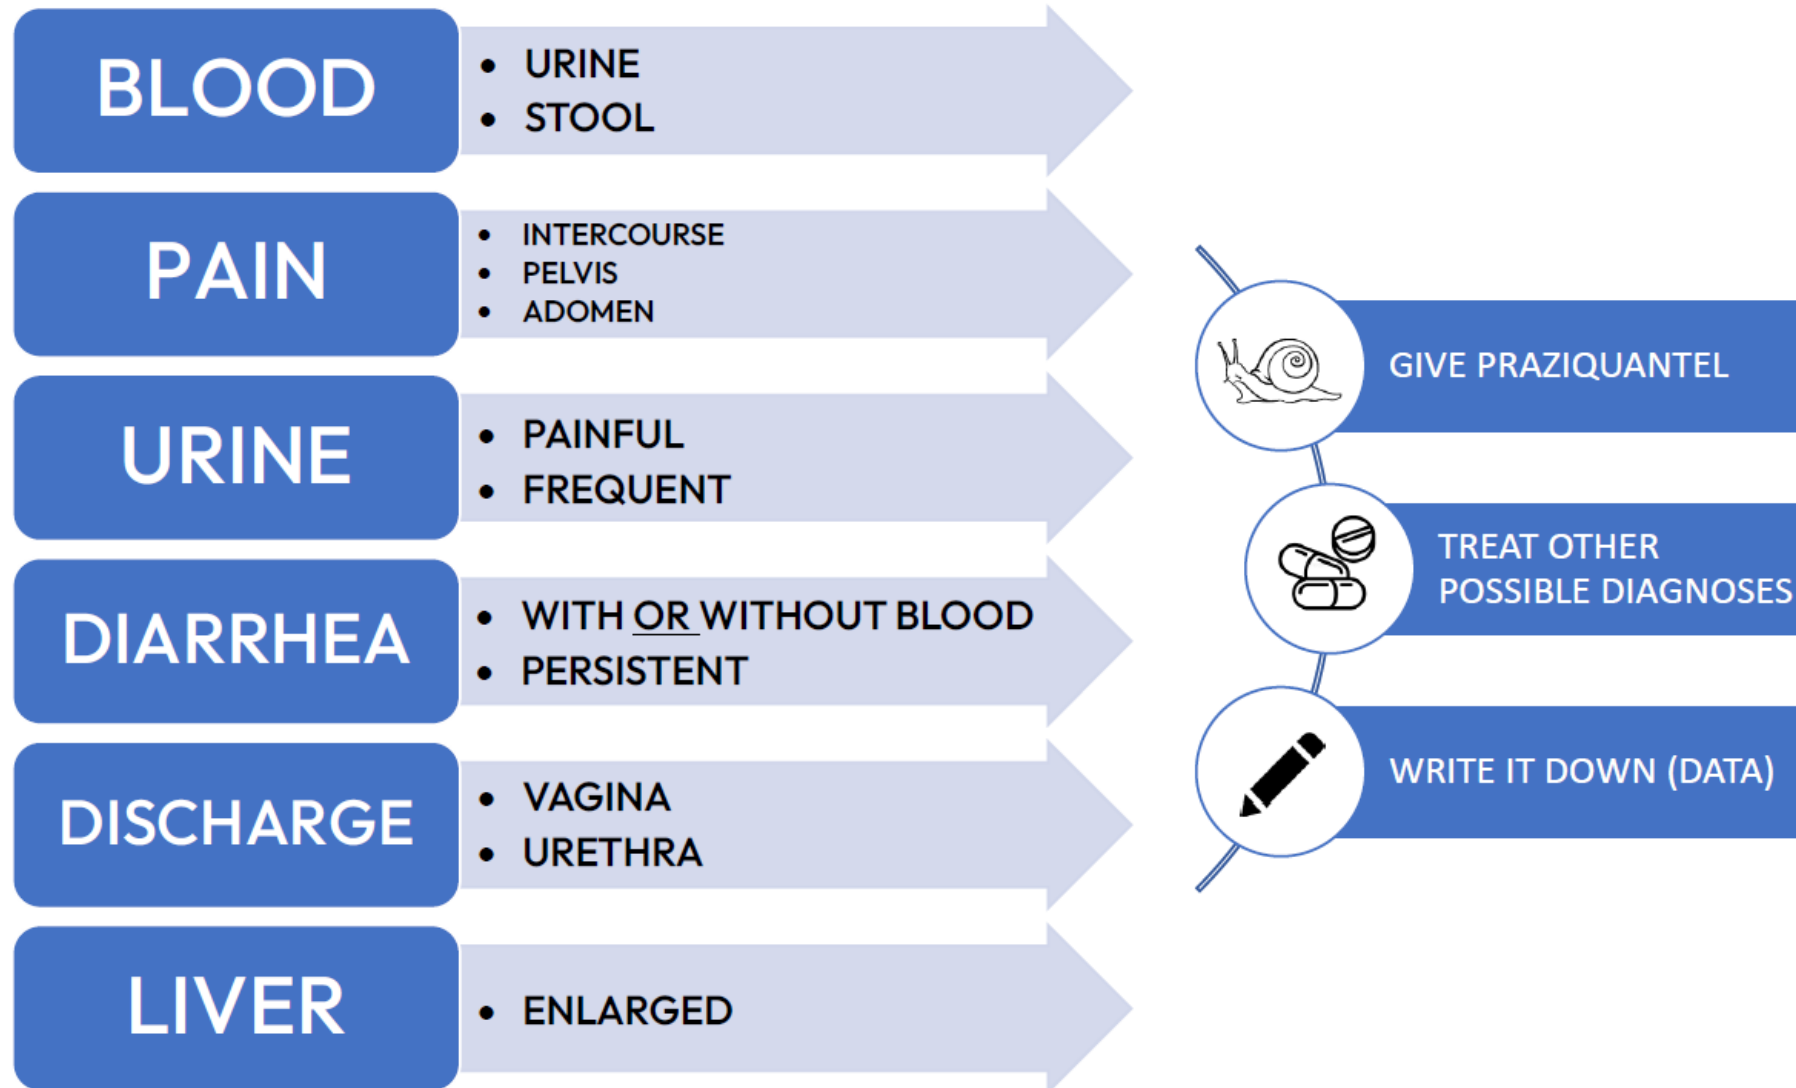 BLOOD
• URINE
• STOOL
PAIN
• INTERCOURSE
• PELVIS
• ADOMEN
URINE
• PAINFUL
• FREQUENT
DIARRHEA
• WITH OR WITHOUT BLOOD
• PERSISTENT
DISCHARGE
• VAGINA
• URETHRA
LIVER
• ENLARGED
GIVE PRAZIQUANTEL
TREAT OTHER
POSSIBLE DIAGNOSES
WRITE IT DOWN (DATA)